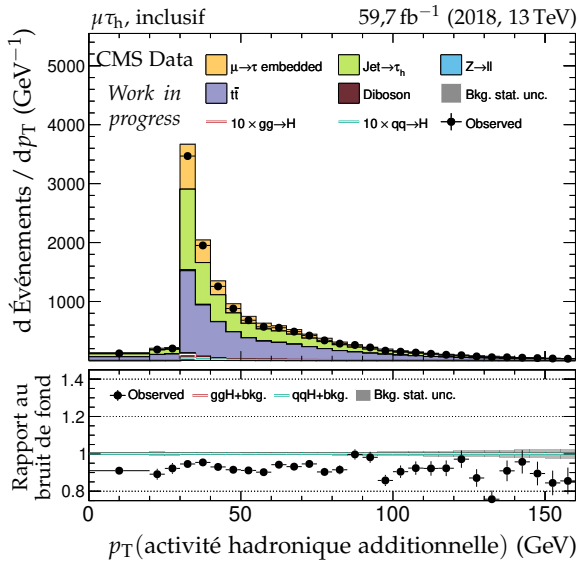 μτh, inclusif 59,7 fb−1 (2018, 13 TeV)
d Événements / dpT (GeV−1)
CMS Data
Work in
progress
μ→τ embedded Jet→τh Z→ll
tt̄ Diboson Bkg. stat. unc.
10 × gg→H 10 × qq→H Observed
5000
4000
3000
2000
1000
Rapport au
bruit de fond
Observed ggH+bkg. qqH+bkg. Bkg. stat. unc.
1.4
1.2
1
0.8
0 50 100 150
pT(activité hadronique additionnelle) (GeV)